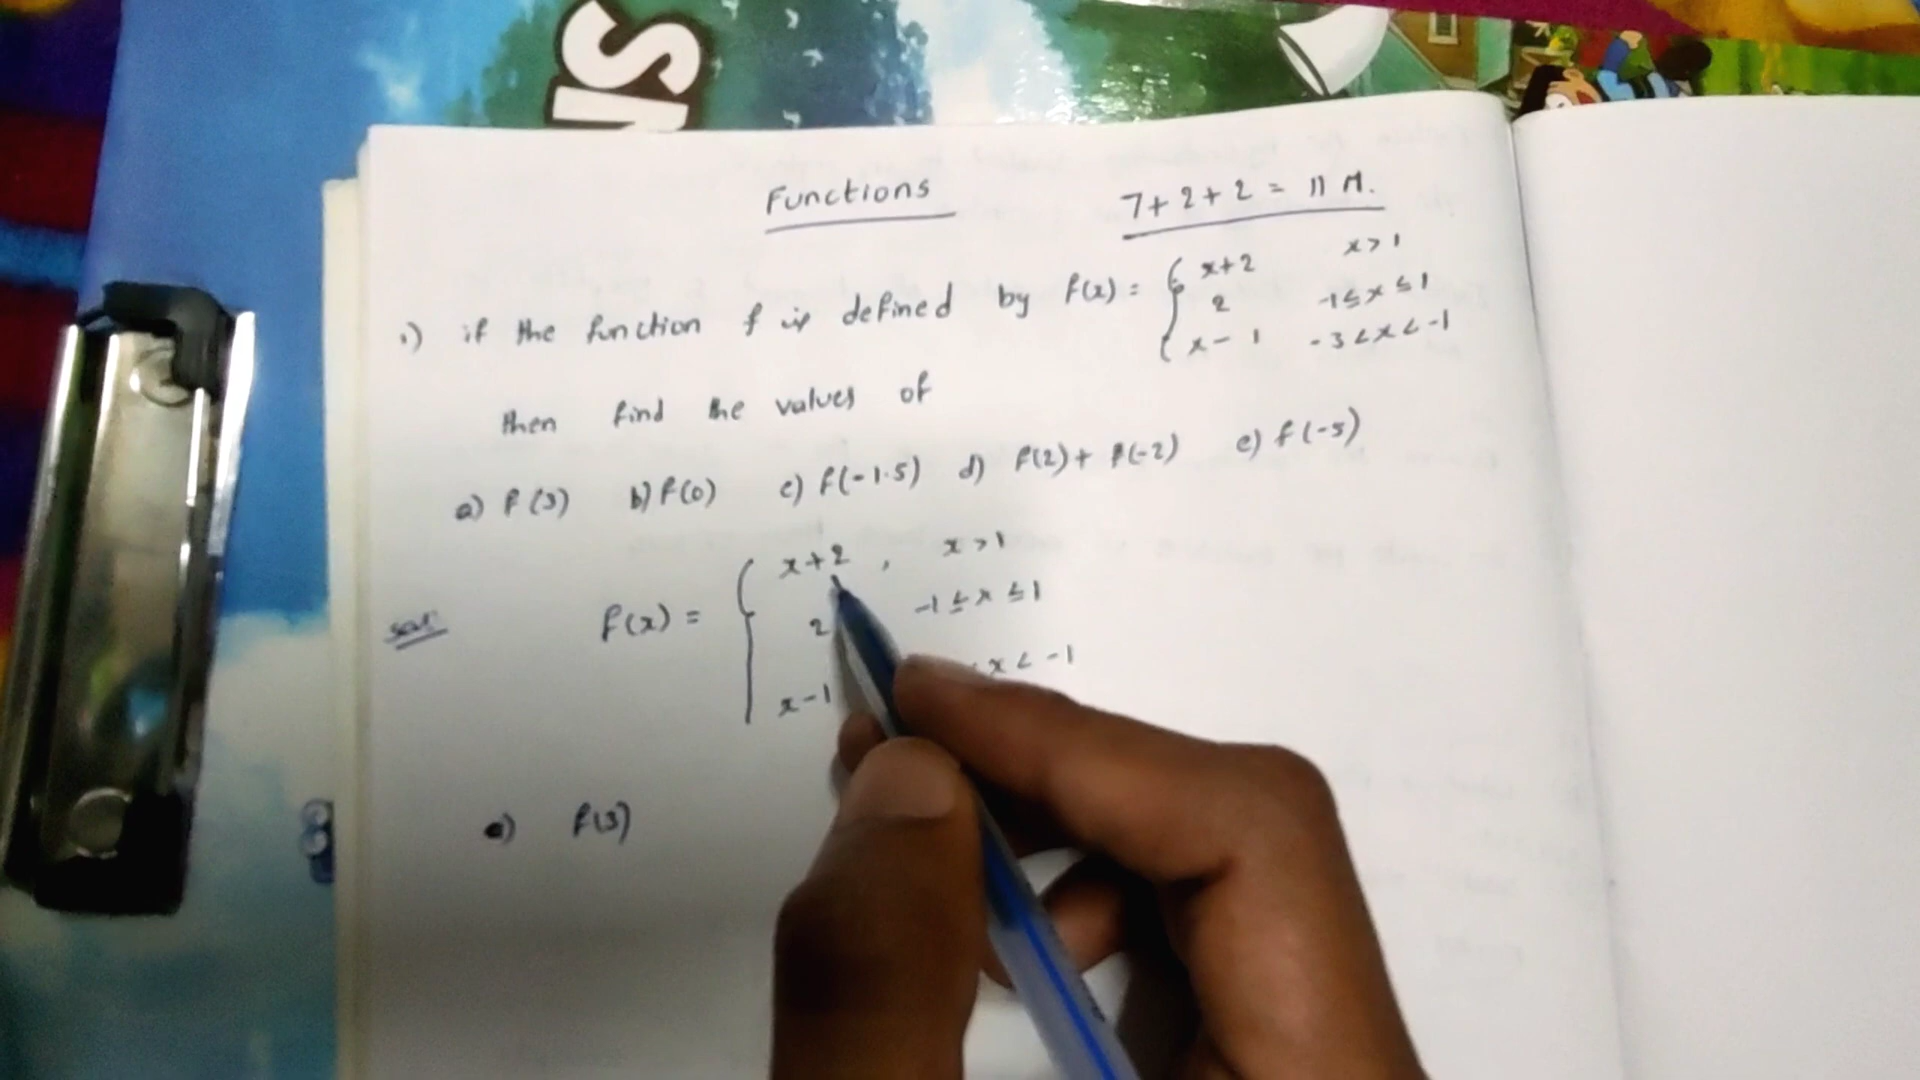 Functions 7+2+2 = 11 M.
1) if the function f is defined by f(x) = { x+2 x>1
2 -1≤x≤1
x-1 -3<x<-1
then find the values of
a) f(3) b) f(0) c) f(-1.5) d) f(2)+f(-2) e) f(-5)
Sol: f(x) = { x+2, x>1
2 -1≤x≤1
x-1 <x<-1
a) f(3)